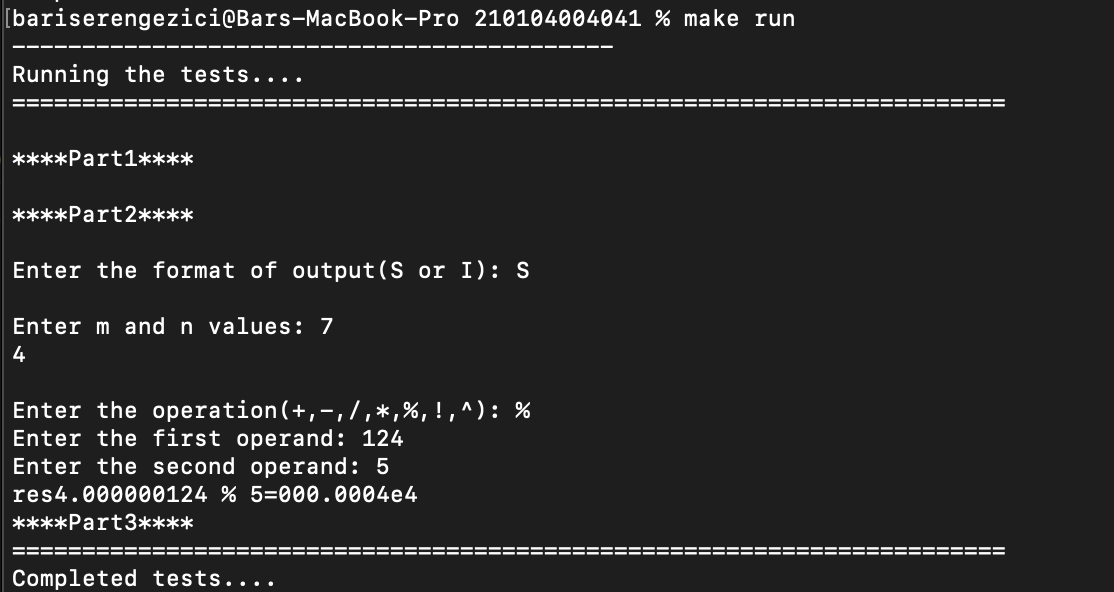 [bariserengezici@Bars-MacBook-Pro 210104004041 % make run
-------------------------------------------
Running the tests....
=======================================================================
****Part1****
****Part2****
Enter the format of output(S or I): S
Enter m and n values: 7
4
Enter the operation(+,-,/,*,%,!,^): %
Enter the first operand: 124
Enter the second operand: 5
res4.000000124 % 5=000.0004e4
****Part3****
=======================================================================
Completed tests....